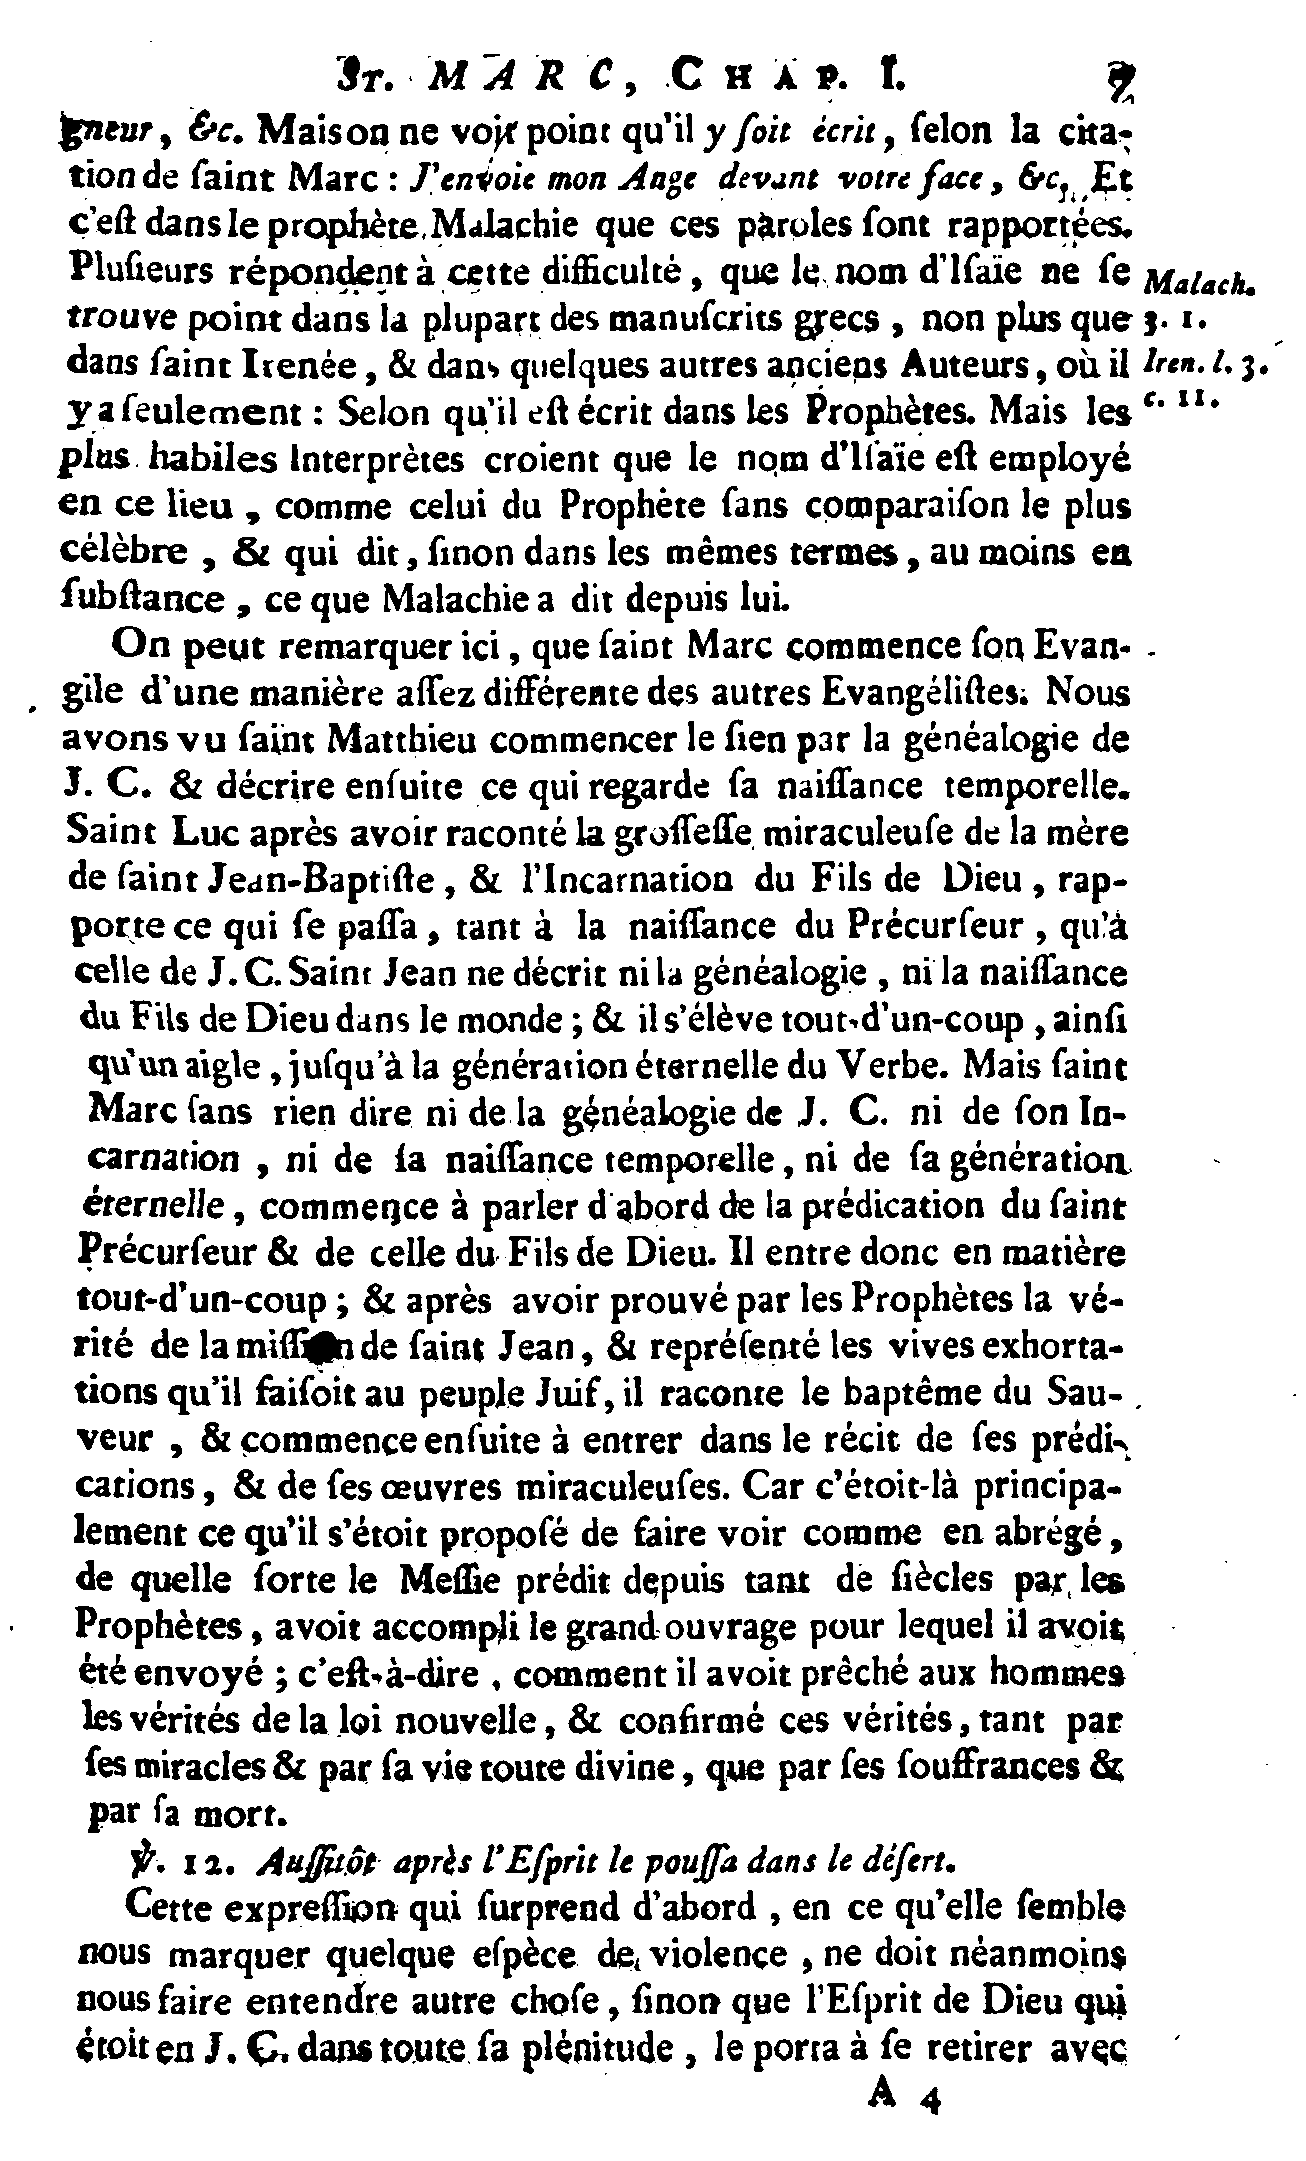 St. MARC, CHAP. I. 7
gneur, &c. Mais on ne voit point qu'il y ſoit écrit, ſelon la cita-
tion de ſaint Marc : J'envoie mon Ange devant votre face, &c, Et
c'eſt dans le prophète Malachie que ces paroles ſont rapportées.
Pluſieurs répondent à cette difficulté, que le nom d'Iſaïe ne ſe
trouve point dans la plupart des manuſcrits grecs, non plus que
dans ſaint Irenée, & dans quelques autres anciens Auteurs, où il
y a ſeulement : Selon qu'il eſt écrit dans les Prophètes. Mais les
plus habiles Interprètes croient que le nom d'Iſaïe eſt employé
en ce lieu, comme celui du Prophète ſans comparaiſon le plus
célèbre, & qui dit, ſinon dans les mêmes termes, au moins en
ſubſtance, ce que Malachie a dit depuis lui.
Malach.
3. 1.
Iren. l. 3.
c. 11.
On peut remarquer ici, que ſaint Marc commence ſon Evan-
gile d'une manière aſſez différente des autres Evangéliſtes. Nous
avons vu ſaint Matthieu commencer le ſien par la généalogie de
J. C. & décrire enſuite ce qui regarde ſa naiſſance temporelle.
Saint Luc après avoir raconté la groſſeſſe miraculeuſe de la mère
de ſaint Jean-Baptiſte, & l'Incarnation du Fils de Dieu, rap-
porte ce qui ſe paſſa, tant à la naiſſance du Précurſeur, qu'à
celle de J. C. Saint Jean ne décrit ni la généalogie, ni la naiſſance
du Fils de Dieu dans le monde ; & il s'élève tout-d'un-coup, ainſi
qu'un aigle, juſqu'à la génération éternelle du Verbe. Mais ſaint
Marc ſans rien dire ni de la généalogie de J. C. ni de ſon In-
carnation, ni de ſa naiſſance temporelle, ni de ſa génération
éternelle, commence à parler d'abord de la prédication du ſaint
Précurſeur & de celle du Fils de Dieu. Il entre donc en matière
tout-d'un-coup ; & après avoir prouvé par les Prophètes la vé-
rité de la miſſion de ſaint Jean, & repréſenté les vives exhorta-
tions qu'il faiſoit au peuple Juif, il raconte le baptême du Sau-
veur, & commence enſuite à entrer dans le récit de ſes prédi-
cations, & de ſes œuvres miraculeuſes. Car c'étoit-là principa-
lement ce qu'il s'étoit propoſé de faire voir comme en abrégé,
de quelle ſorte le Meſſie prédit depuis tant de ſiècles par les
Prophètes, avoit accompli le grand ouvrage pour lequel il avoit
été envoyé ; c'eſt-à-dire, comment il avoit prêché aux hommes
les vérités de la loi nouvelle, & confirmé ces vérités, tant par
ſes miracles & par ſa vie toute divine, que par ſes ſouffrances &
par ſa mort.
℣. 12. Auſſitôt après l'Eſprit le pouſſa dans le déſert.
Cette expreſſion qui ſurprend d'abord, en ce qu'elle ſemble
nous marquer quelque eſpèce de violence, ne doit néanmoins
nous faire entendre autre choſe, ſinon que l'Eſprit de Dieu qui
étoit en J. C. dans toute ſa plénitude, le porta à ſe retirer avec
A 4